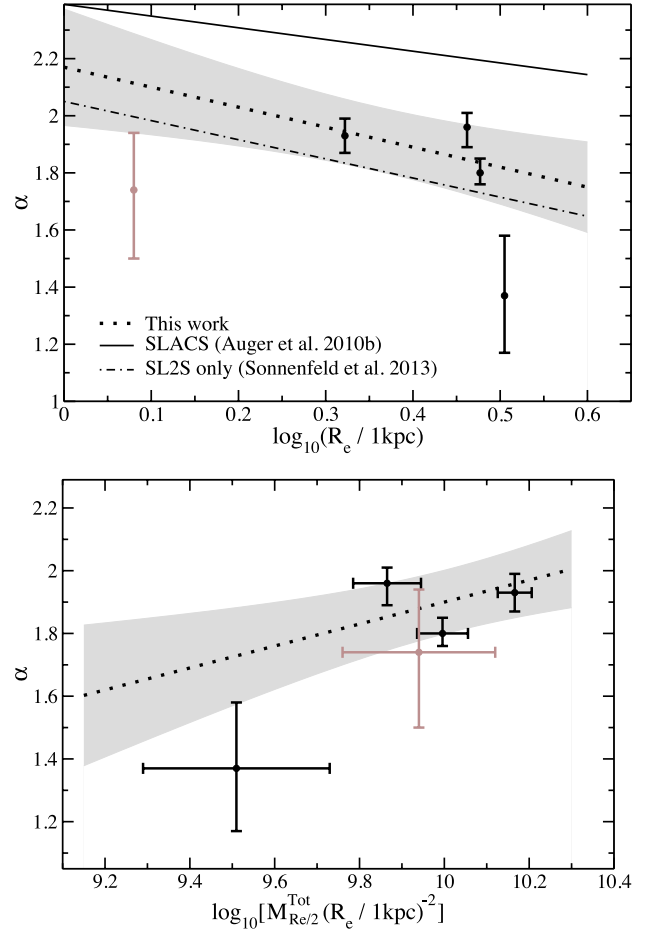 2.2
2
1.8
α
1.6
1.4
1.2
1
This work
SLACS (Auger et al. 2010b)
SL2S only (Sonnenfeld et al. 2013)
0 0.1 0.2 0.3 0.4 0.5 0.6
log₁₀(Rₑ / 1kpc)
2.2
2
1.8
α
1.6
1.4
1.2
9.2 9.4 9.6 9.8 10 10.2 10.4
log₁₀[M^Tot_Re/2 (Rₑ / 1kpc)⁻²]